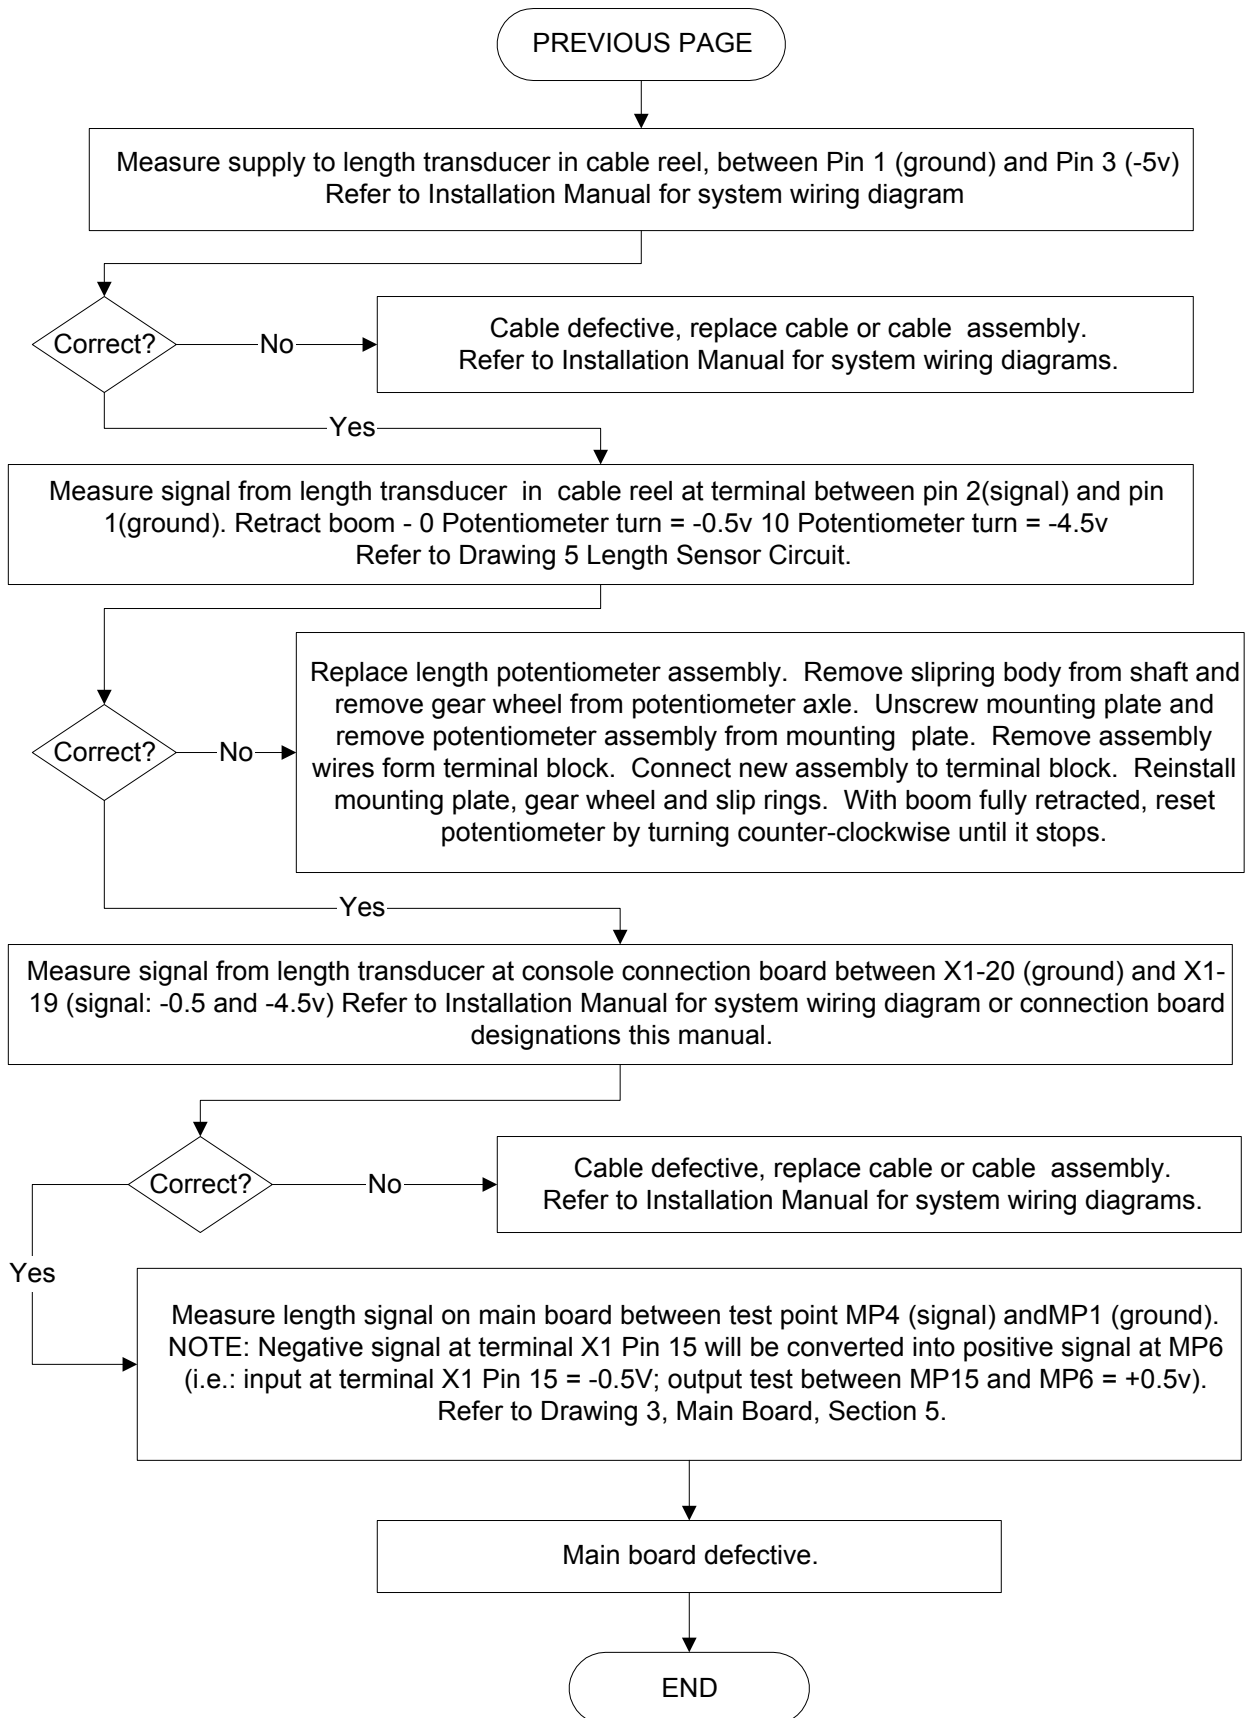 PREVIOUS PAGE
Measure supply to length transducer in cable reel, between Pin 1 (ground) and Pin 3 (-5v)
Refer to Installation Manual for system wiring diagram
Correct?
No
Cable defective, replace cable or cable  assembly.
Refer to Installation Manual for system wiring diagrams.
Yes
Measure signal from length transducer  in  cable reel at terminal between pin 2(signal) and pin
1(ground). Retract boom - 0 Potentiometer turn = -0.5v 10 Potentiometer turn = -4.5v
Refer to Drawing 5 Length Sensor Circuit.
Correct?
No
Replace length potentiometer assembly.  Remove slipring body from shaft and
remove gear wheel from potentiometer axle.  Unscrew mounting plate and
remove potentiometer assembly from mounting  plate.  Remove assembly
wires form terminal block.  Connect new assembly to terminal block.  Reinstall
mounting plate, gear wheel and slip rings.  With boom fully retracted, reset
potentiometer by turning counter-clockwise until it stops.
Yes
Measure signal from length transducer at console connection board between X1-20 (ground) and X1-
19 (signal: -0.5 and -4.5v) Refer to Installation Manual for system wiring diagram or connection board
designations this manual.
Correct?
No
Cable defective, replace cable or cable  assembly.
Refer to Installation Manual for system wiring diagrams.
Yes
Measure length signal on main board between test point MP4 (signal) andMP1 (ground).
NOTE: Negative signal at terminal X1 Pin 15 will be converted into positive signal at MP6
(i.e.: input at terminal X1 Pin 15 = -0.5V; output test between MP15 and MP6 = +0.5v).
Refer to Drawing 3, Main Board, Section 5.
Main board defective.
END